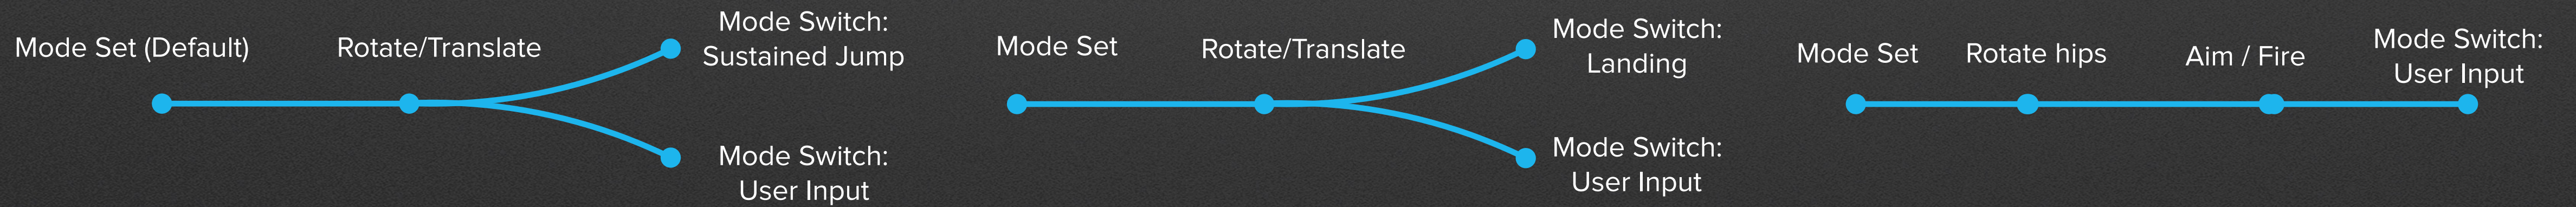 Mode Set (Default)
Rotate/Translate
Mode Switch:
Sustained Jump
Mode Switch:
User Input
Mode Set
Rotate/Translate
Mode Switch:
Landing
Mode Switch:
User Input
Mode Set
Rotate hips
Aim / Fire
Mode Switch:
User Input